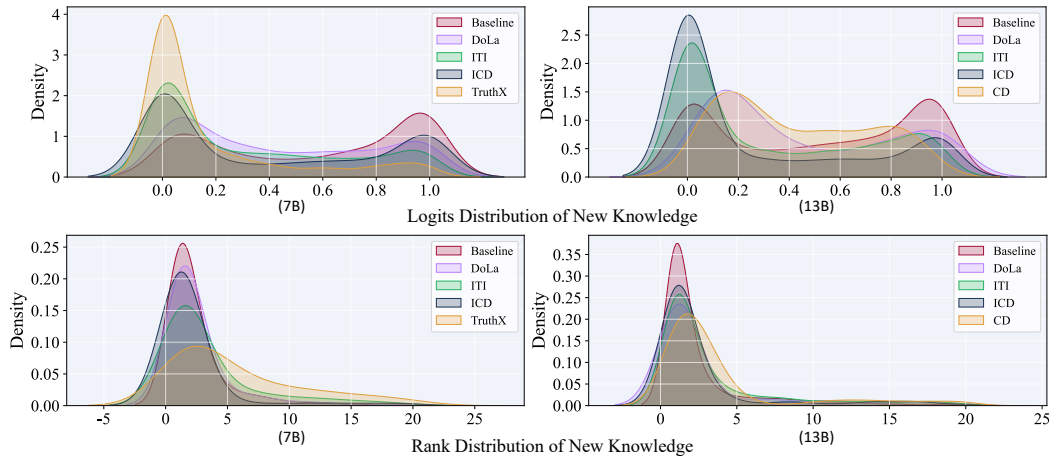 4
3
2
1
0
Density
Baseline
DoLa
ITI
ICD
TruthX
0.0 0.2 0.4 0.6 0.8 1.0
(7B)
2.5
2.0
1.5
1.0
0.5
0.0
Density
Baseline
DoLa
ITI
ICD
CD
0.0 0.2 0.4 0.6 0.8 1.0
(13B)
Logits Distribution of New Knowledge
0.25
0.20
0.15
0.10
0.05
0.00
Density
Baseline
DoLa
ITI
ICD
TruthX
-5 0 5 10 15 20 25
(7B)
0.35
0.30
0.25
0.20
0.15
0.10
0.05
0.00
Density
Baseline
DoLa
ITI
ICD
CD
0 5 10 15 20 25
(13B)
Rank Distribution of New Knowledge